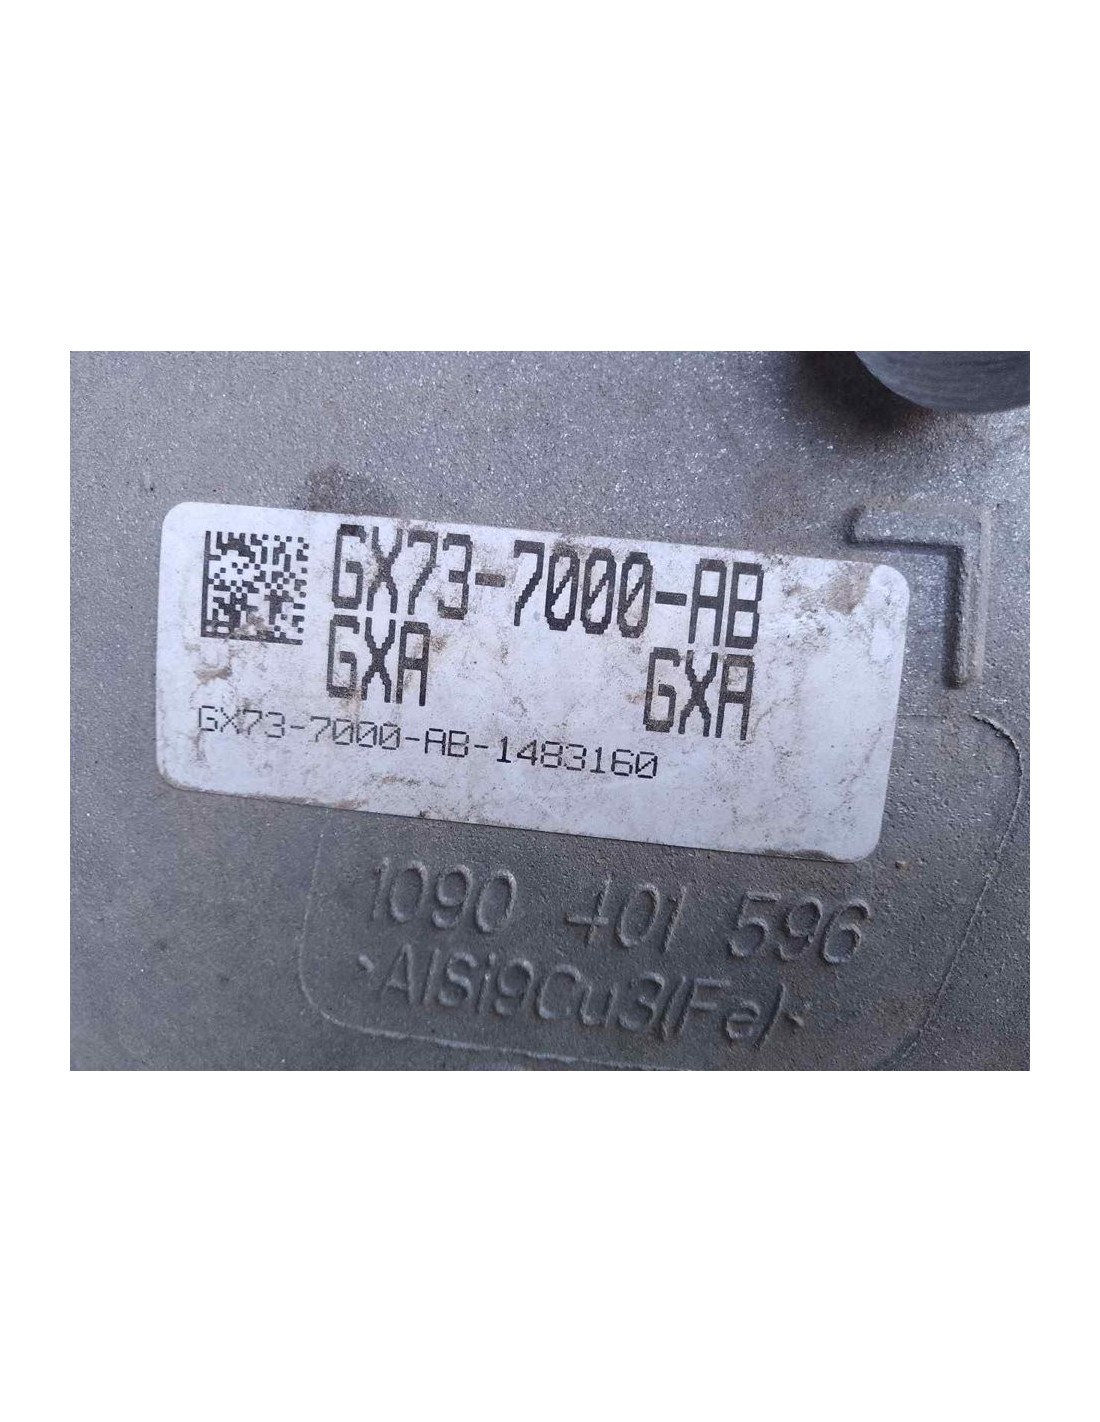 GX73-7000-AB
GXA GXA
GX73-7000-AB-1483160
1090 401 596
>AlSi9Cu3(Fe)<